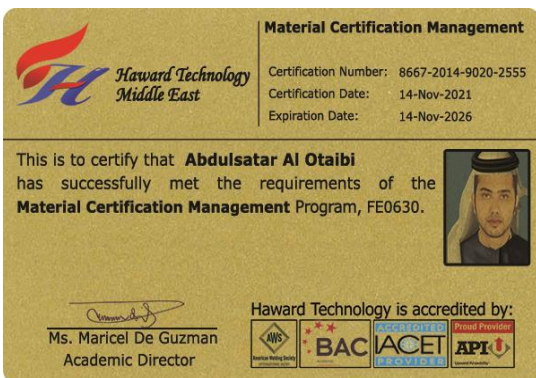 Material Certification Management
Haward Technology
Middle East
Certification Number: 8667-2014-9020-2555
Certification Date: 14-Nov-2021
Expiration Date: 14-Nov-2026
This is to certify that Abdulsatar Al Otaibi
has successfully met the requirements of the
Material Certification Management Program, FE0630.
Ms. Maricel De Guzman
Academic Director
Haward Technology is accredited by:
AWS
American Welding Society
BAC
ACCREDITED
IACET
PROVIDER
Proud Provider
API